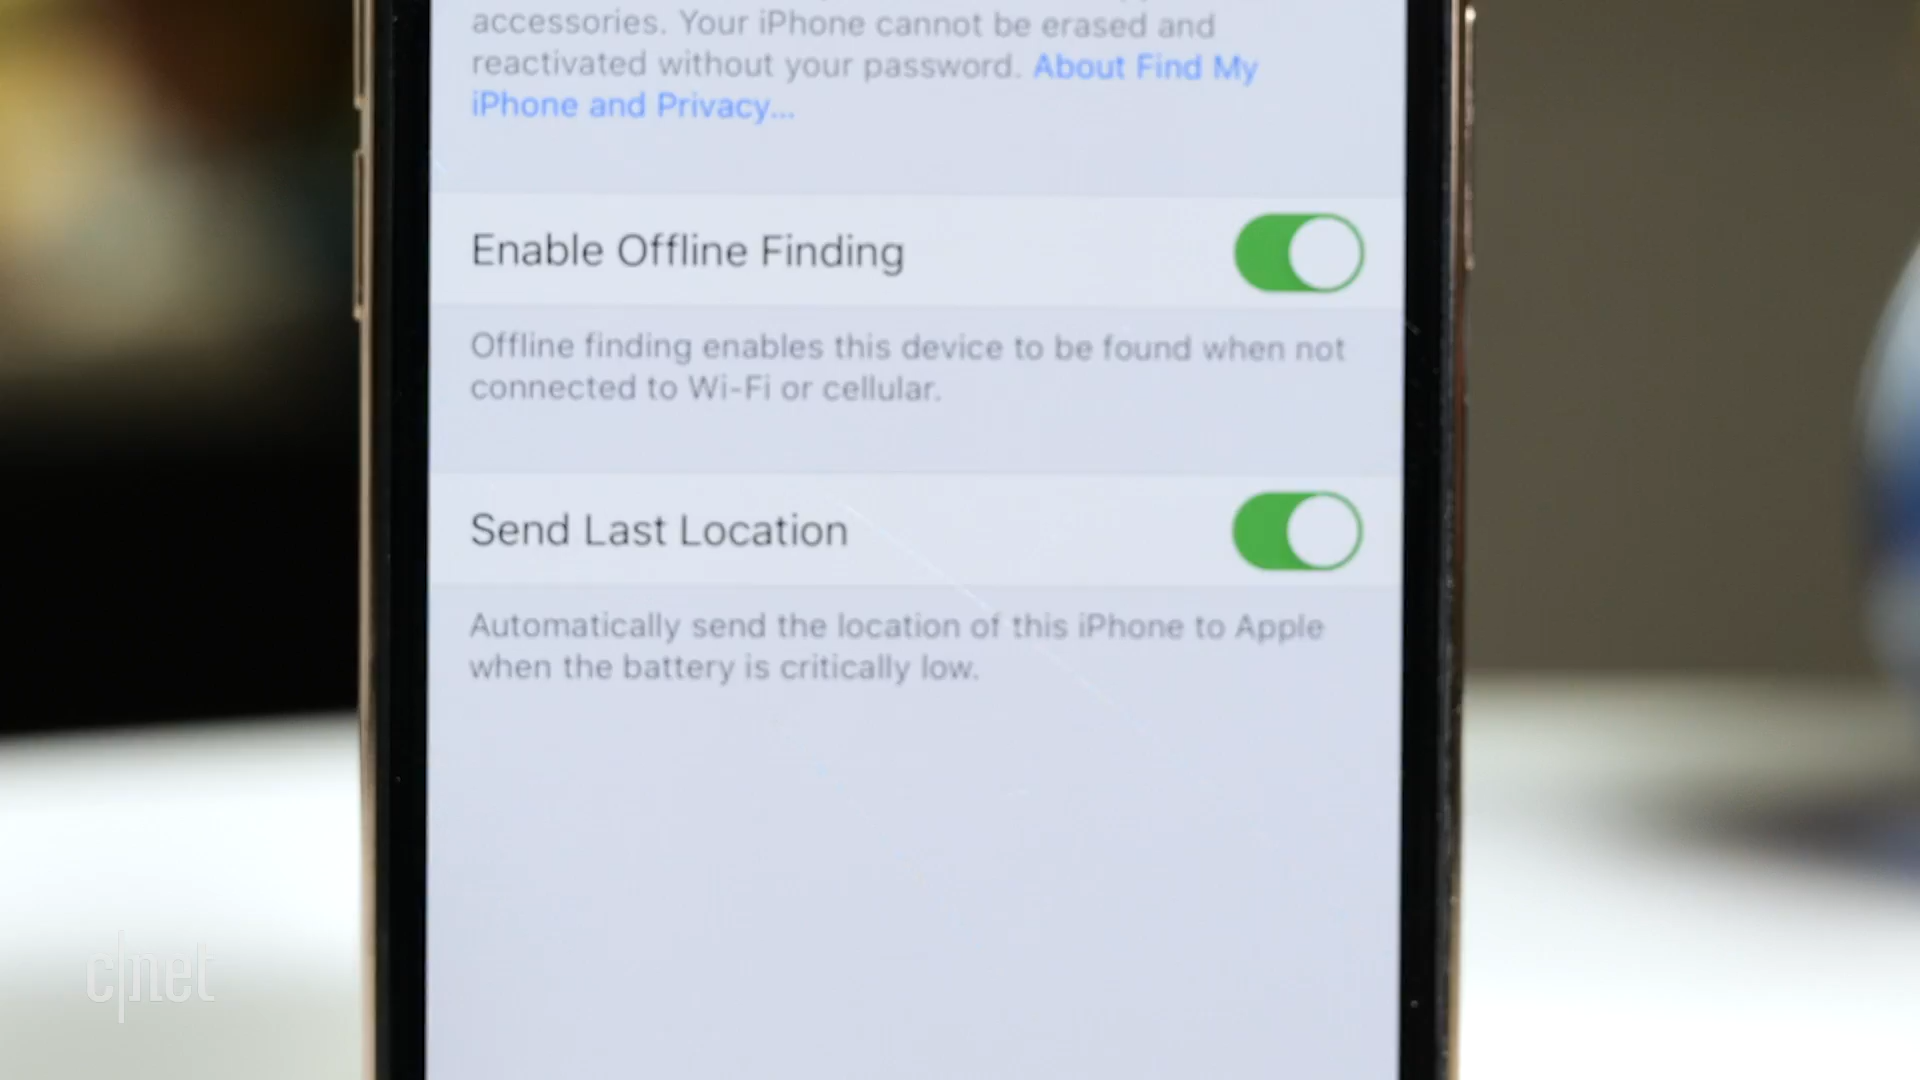 accessories. Your iPhone cannot be erased and
reactivated without your password. About Find My
iPhone and Privacy...
Enable Offline Finding
Offline finding enables this device to be found when not
connected to Wi-Fi or cellular.
Send Last Location
Automatically send the location of this iPhone to Apple
when the battery is critically low.
c|net